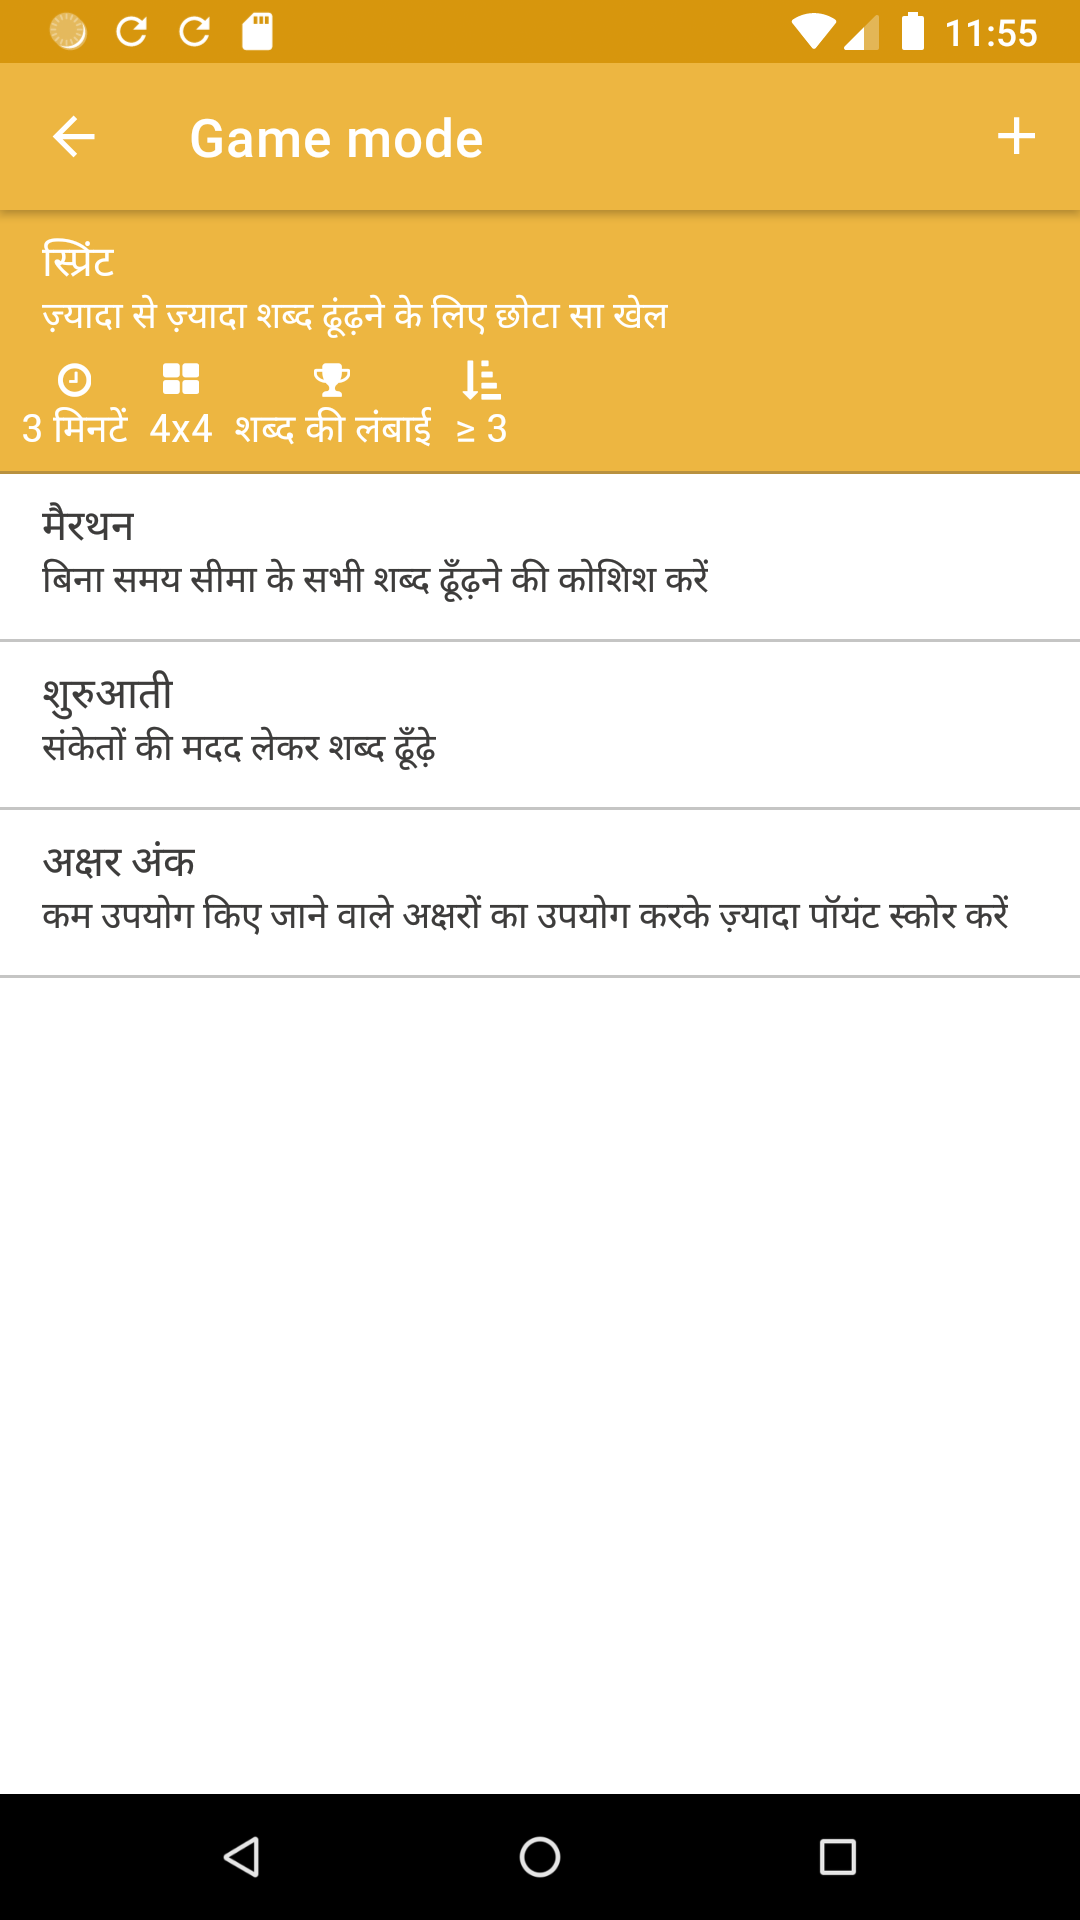 11:55
Game mode
स्प्रिंट
ज़्यादा से ज़्यादा शब्द ढूंढ़ने के लिए छोटा सा खेल
3 मिनटें 4x4 शब्द की लंबाई ≥ 3
मैरथन
बिना समय सीमा के सभी शब्द ढूँढ़ने की कोशिश करें
शुरुआती
संकेतों की मदद लेकर शब्द ढूँढ़े
अक्षर अंक
कम उपयोग किए जाने वाले अक्षरों का उपयोग करके ज़्यादा पॉयंट स्कोर करें